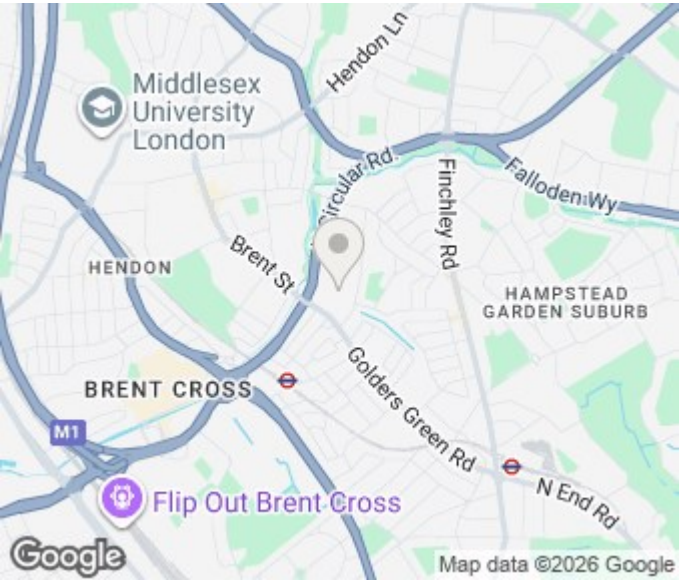 Hendon Ln
Middlesex
University
London
Circular Rd.
Finchley Rd
Falloden Wy
Brent St
HENDON
HAMPSTEAD
GARDEN SUBURB
BRENT CROSS
Golders Green Rd
M1
N End Rd
Flip Out Brent Cross
Google
Map data ©2026 Google